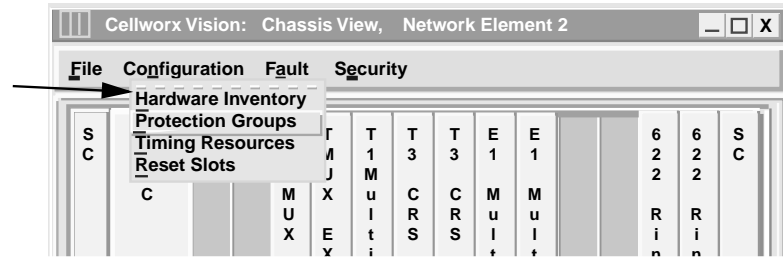 Cellworx Vision: Chassis View, Network Element 2
File Configuration Fault Security
Hardware Inventory
Protection Groups
Timing Resources
Reset Slots
S T T T T E E 6 6 S
C M 1 3 3 1 1 2 2 C
U M 2 2
C M X u C C M M
U l R R u u R R
X E t S S l l i i
X i t t n n